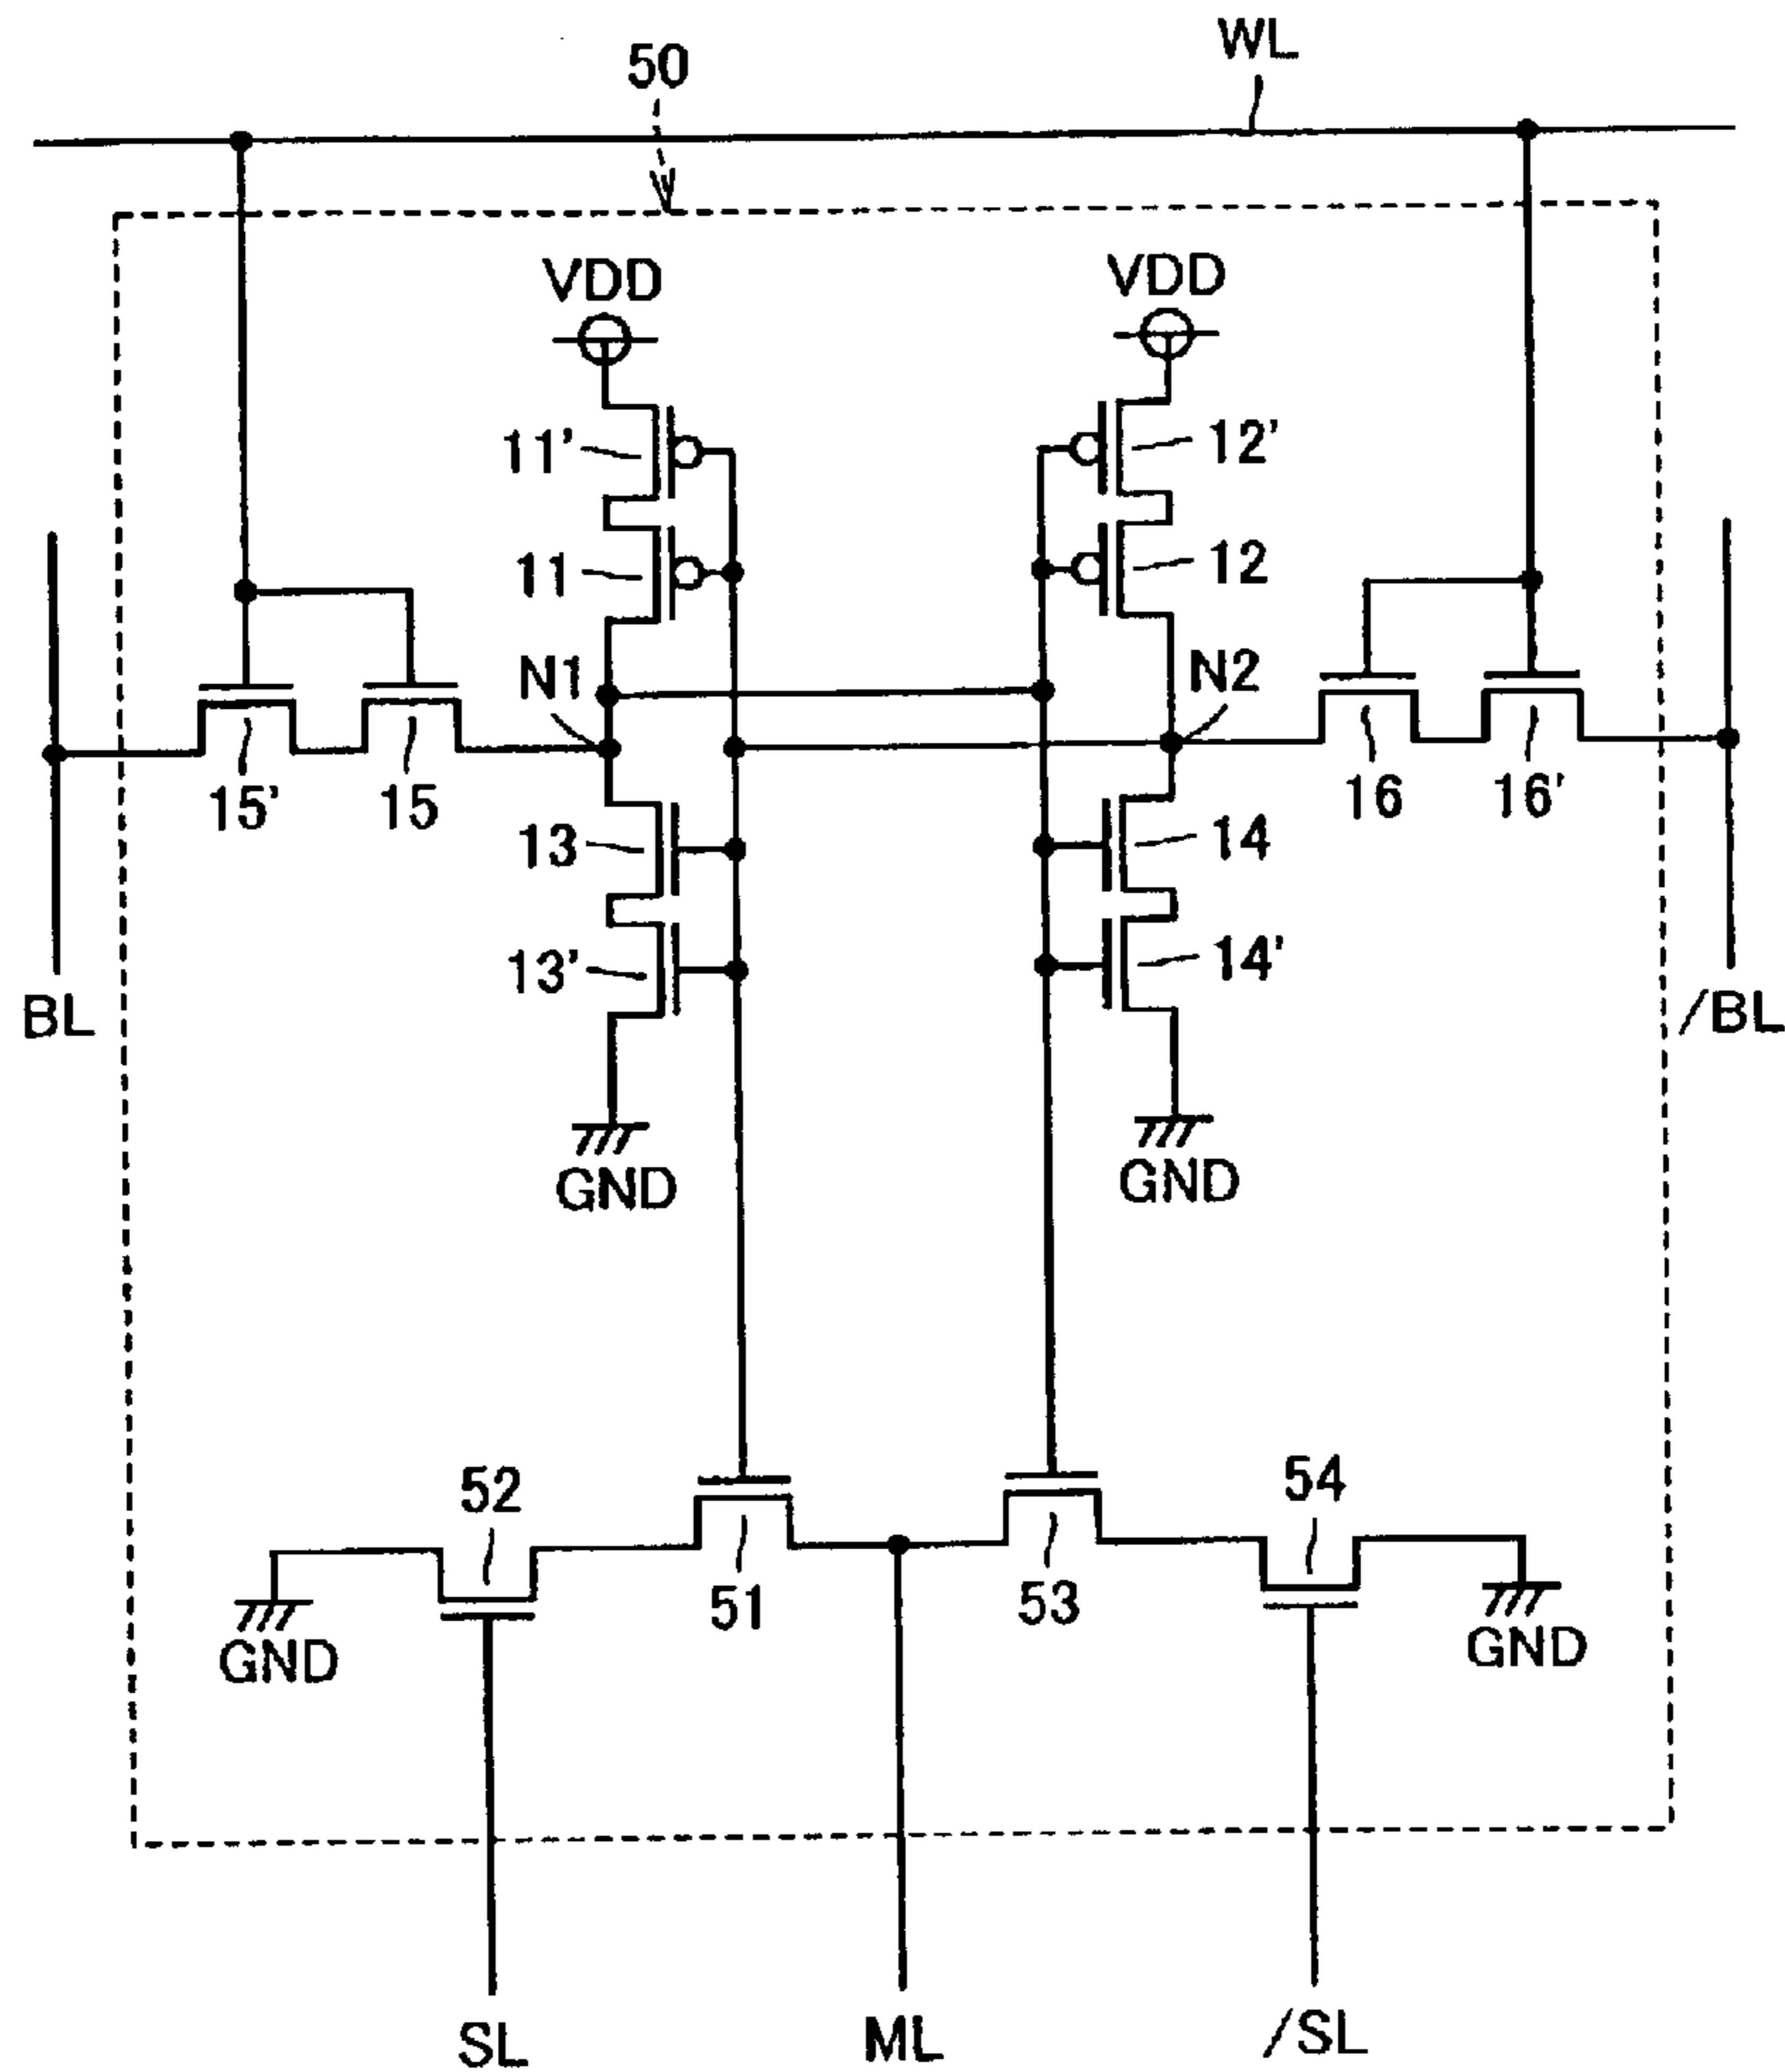 WL
50
VDD
VDD
11'
12'
11
12
N1
N2
15'
15
16
16'
13
14
13'
14'
BL
/BL
GND
GND
52
54
51
53
GND
GND
SL
ML
/SL